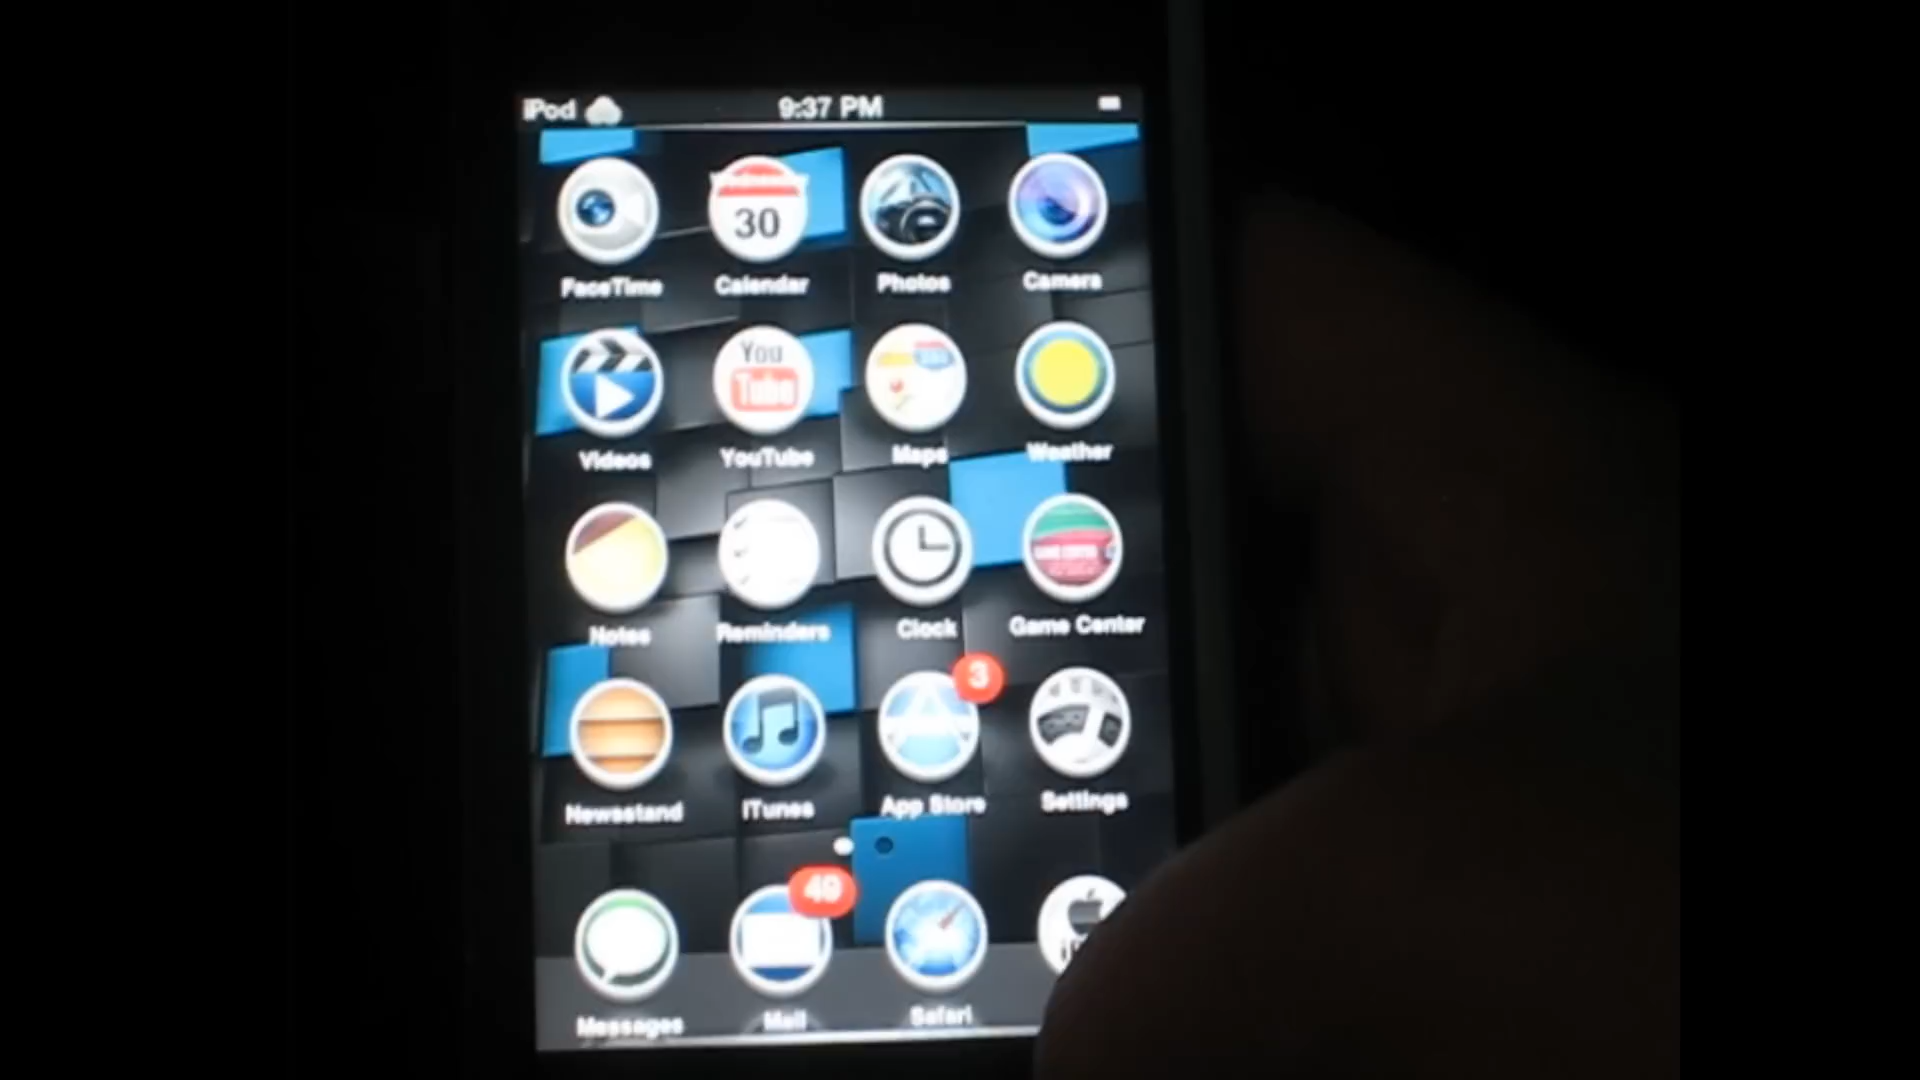 iPod 9:37 PM
30
FaceTime Calendar Photos Camera
You
Tube
Videos YouTube Maps Weather
Notes Reminders Clock Game Center
3
Newsstand iTunes App Store Settings
49
Messages Mail Safari